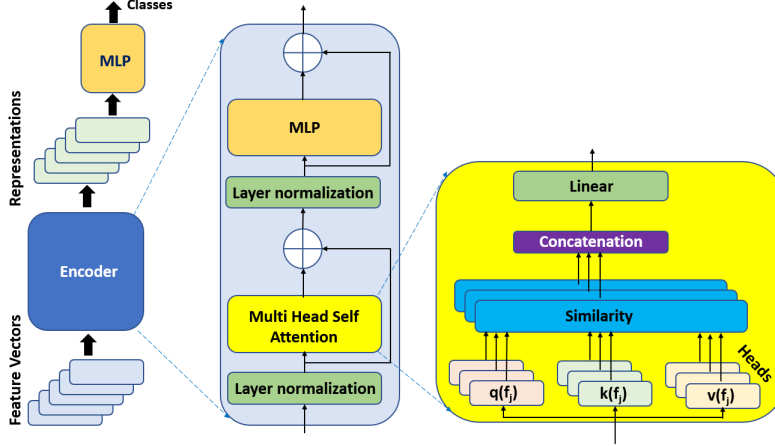 Classes
MLP
Representations
Encoder
Feature Vectors
MLP
Layer normalization
Multi Head Self
Attention
Layer normalization
Linear
Concatenation
Similarity
Heads
q(fj)
k(fj)
v(fj)